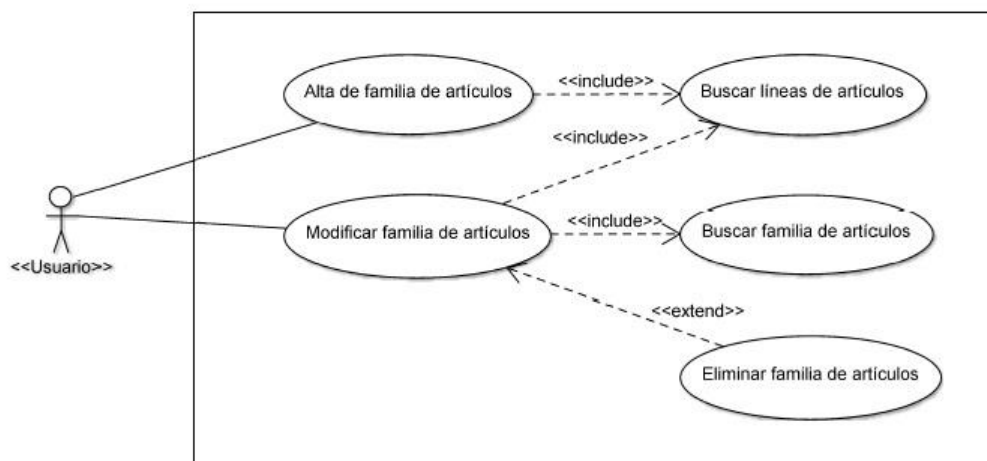 Alta de familia de artículos
<<include>>
Buscar líneas de artículos
<<include>>
Modificar familia de artículos
<<include>>
Buscar familia de artículos
<<Usuario>>
<<extend>>
Eliminar familia de artículos